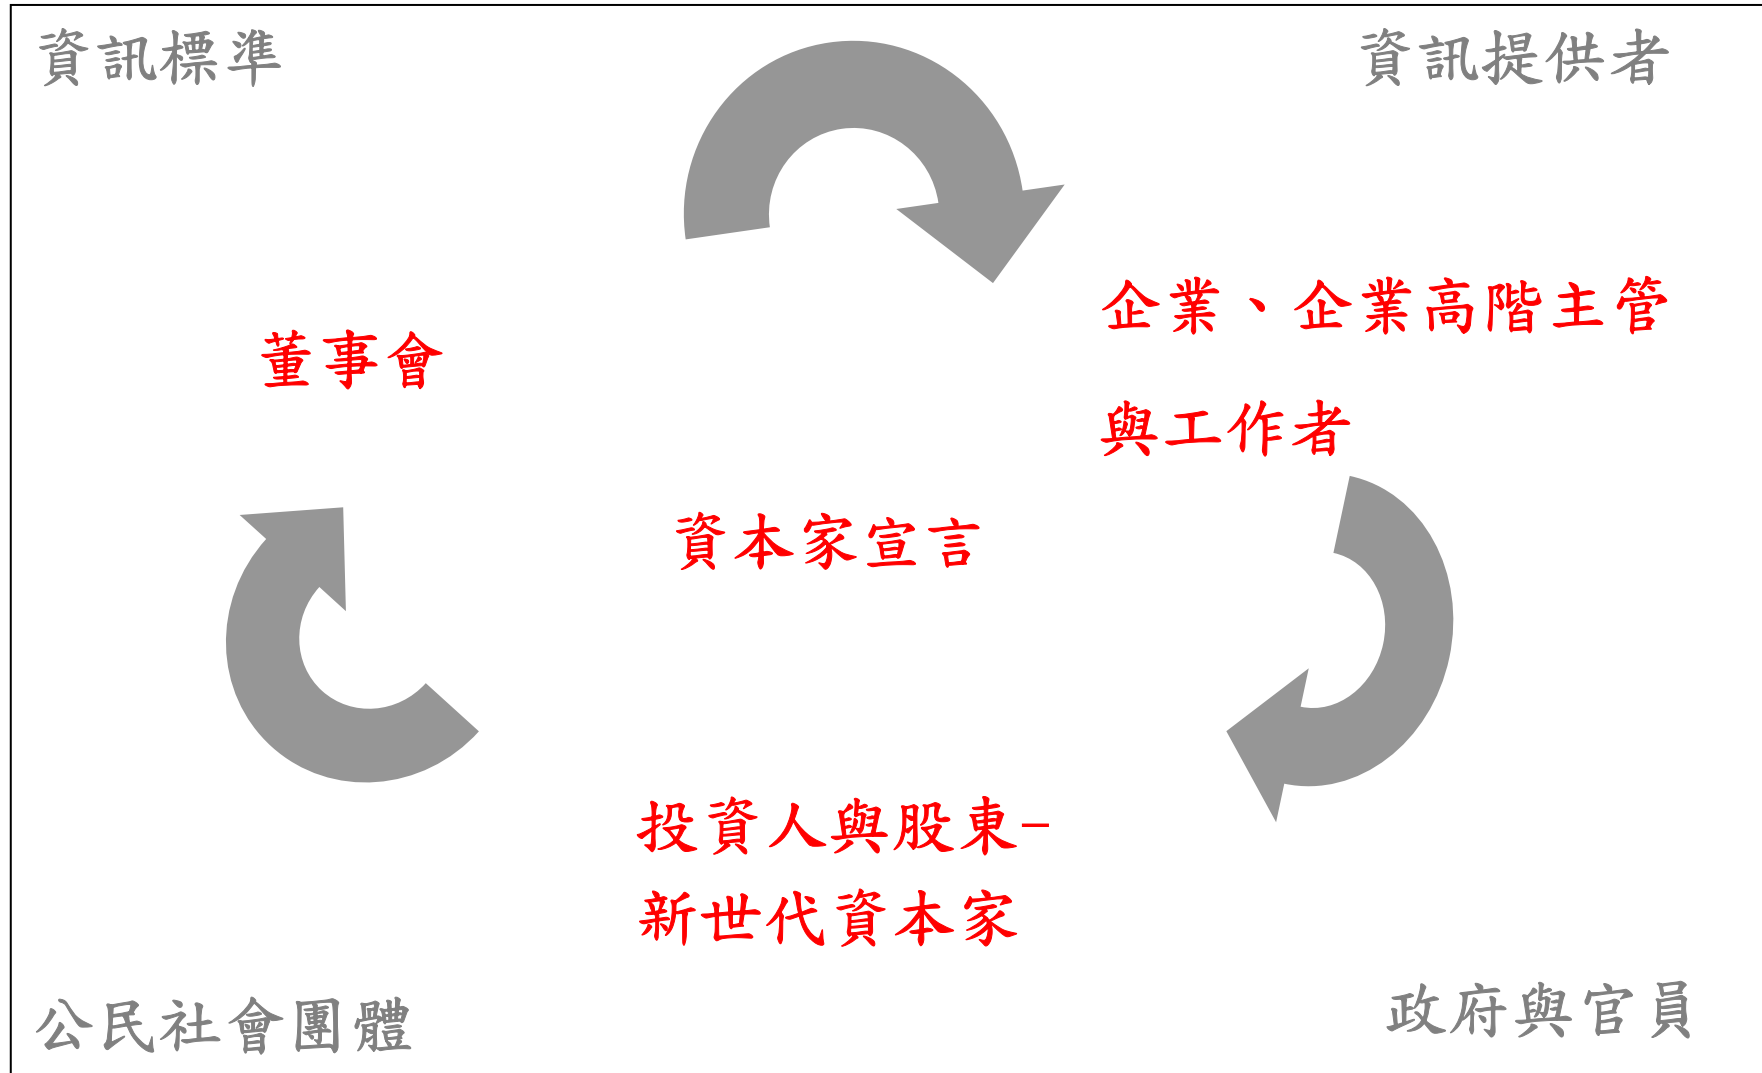 資訊標準
資訊提供者
企業、企業高階主管
與工作者
董事會
資本家宣言
投資人與股東–
新世代資本家
公民社會團體
政府與官員